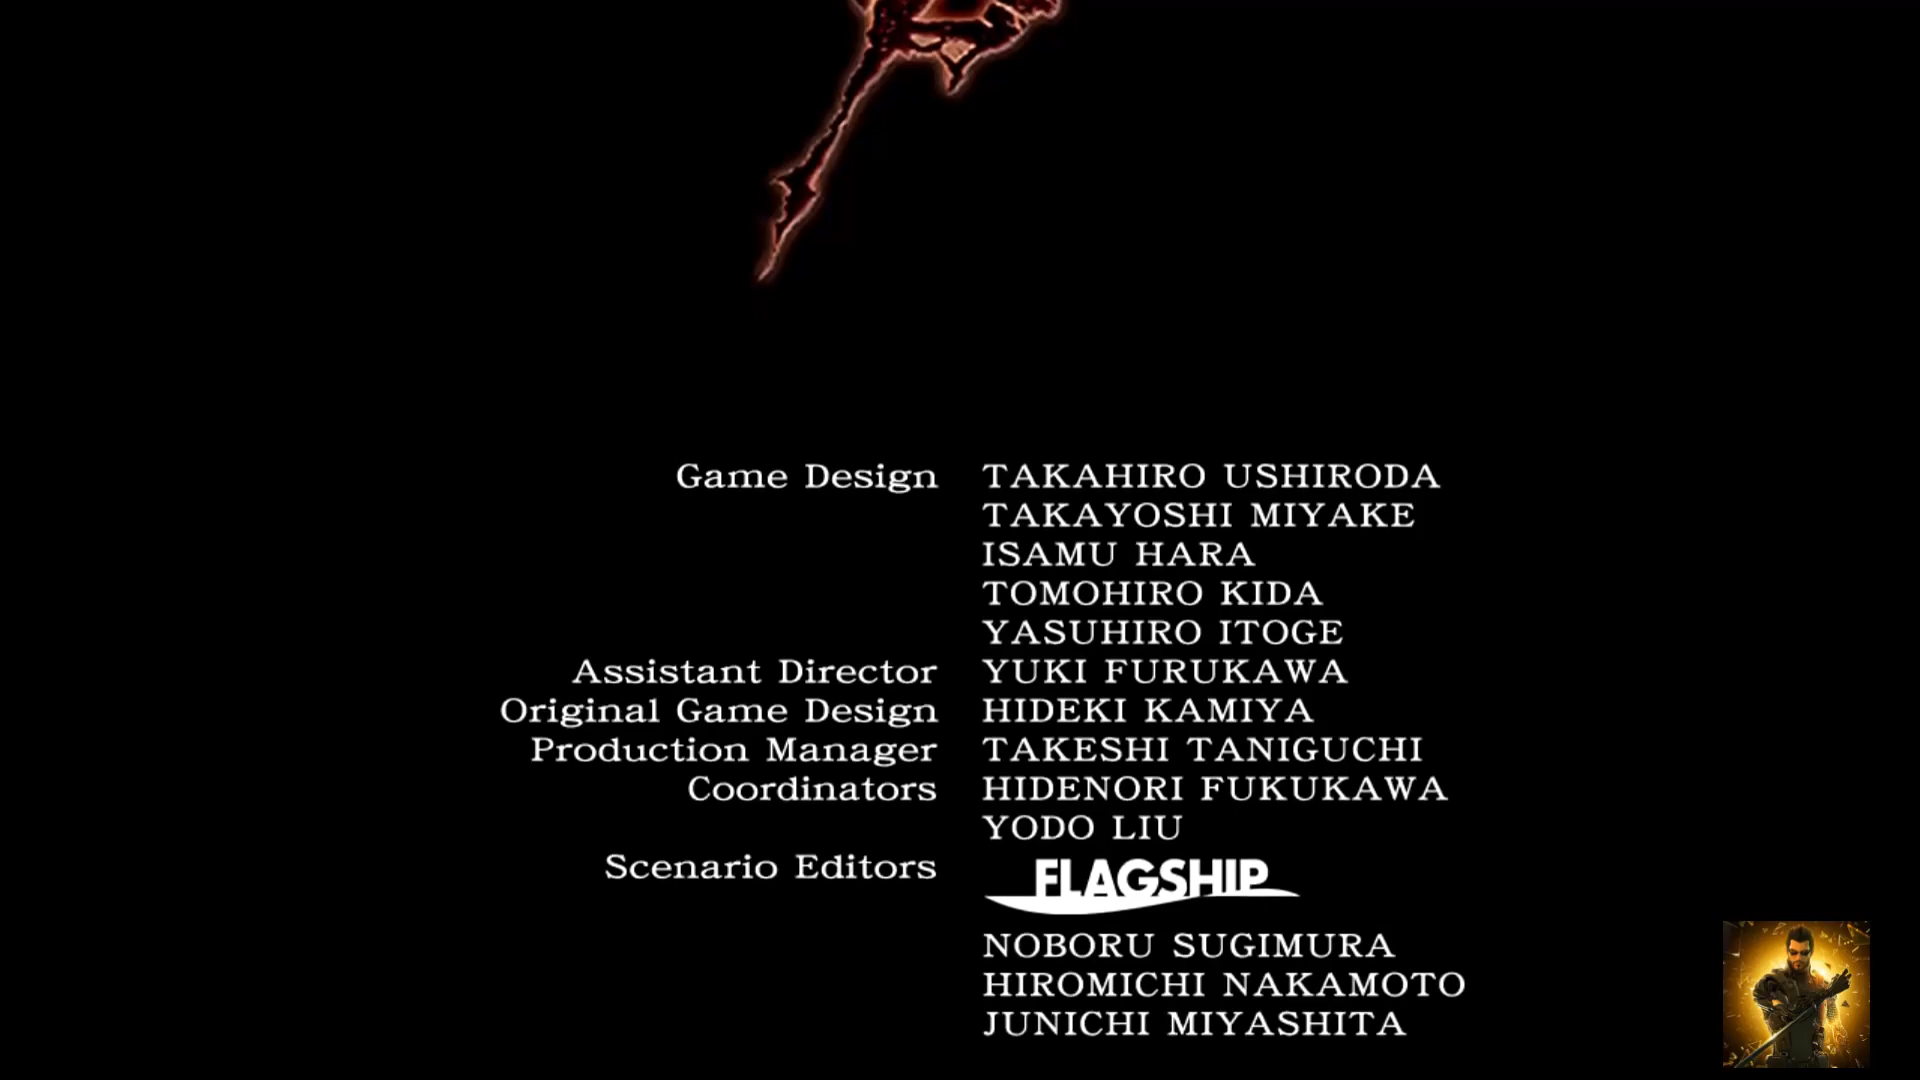 Game Design TAKAHIRO USHIRODA
TAKAYOSHI MIYAKE
ISAMU HARA
TOMOHIRO KIDA
YASUHIRO ITOGE
Assistant Director YUKI FURUKAWA
Original Game Design HIDEKI KAMIYA
Production Manager TAKESHI TANIGUCHI
Coordinators HIDENORI FUKUKAWA
YODO LIU
Scenario Editors FLAGSHIP
NOBORU SUGIMURA
HIROMICHI NAKAMOTO
JUNICHI MIYASHITA